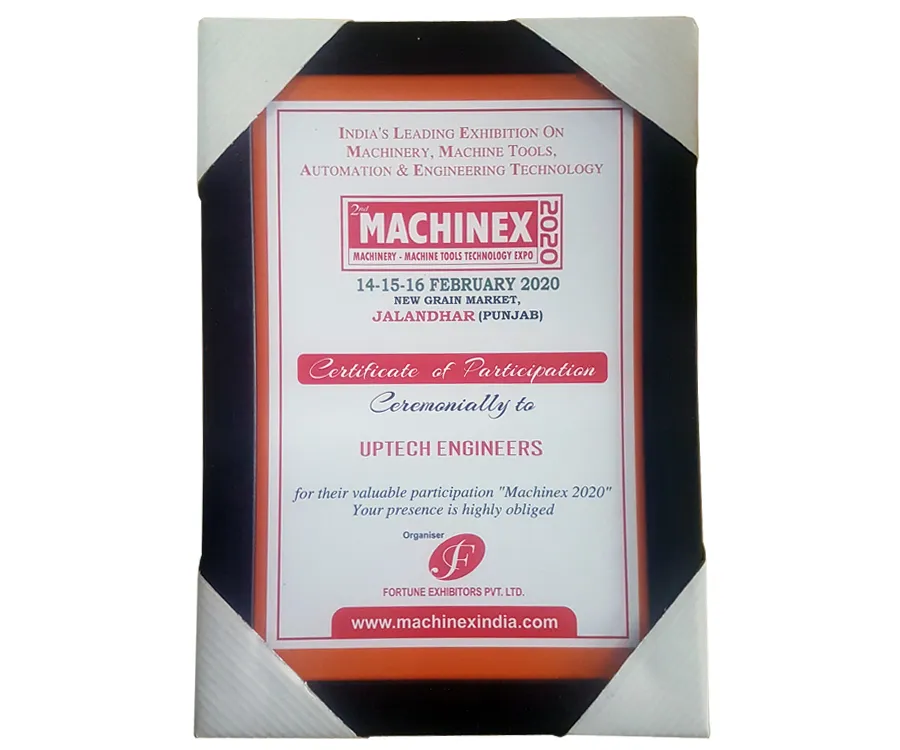 INDIA'S LEADING EXHIBITION ON
MACHINERY, MACHINE TOOLS,
AUTOMATION & ENGINEERING TECHNOLOGY
2nd MACHINEX 2020
MACHINERY - MACHINE TOOLS TECHNOLOGY EXPO
14-15-16 FEBRUARY 2020
NEW GRAIN MARKET,
JALANDHAR (PUNJAB)
Certificate of Participation
Ceremonially to
UPTECH ENGINEERS
for their valuable participation "Machinex 2020"
Your presence is highly obliged
Organiser
JF
FORTUNE EXHIBITORS PVT. LTD.
www.machinexindia.com